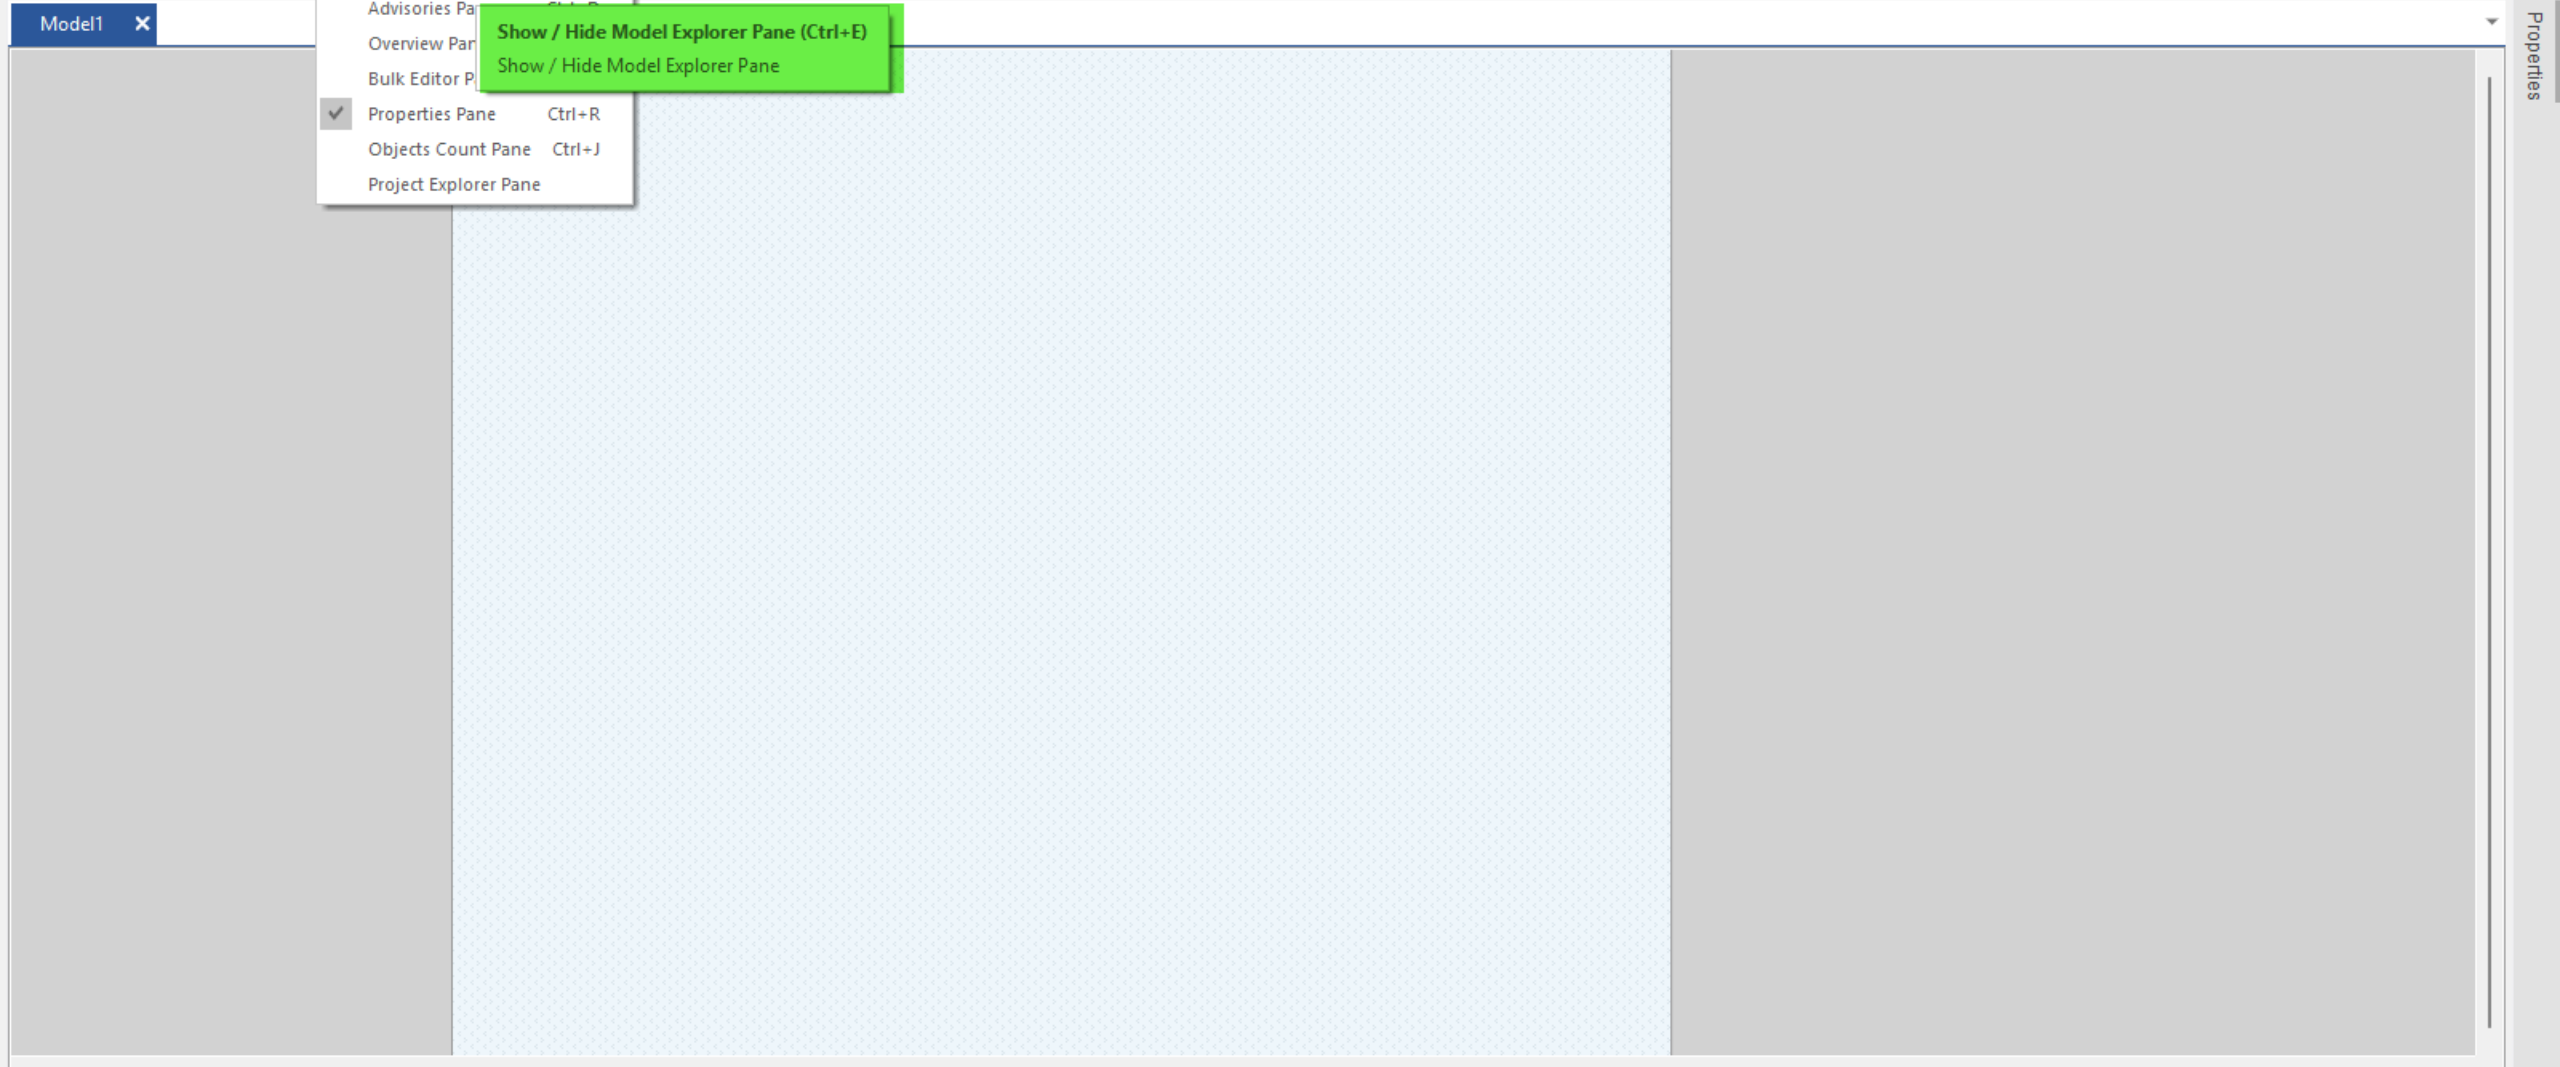 Model1
Advisories Pa
Show / Hide Model Explorer Pane (Ctrl+E)
Overview Pan
Show / Hide Model Explorer Pane
Bulk Editor P
Properties Pane Ctrl+R
Objects Count Pane Ctrl+J
Project Explorer Pane
Properties